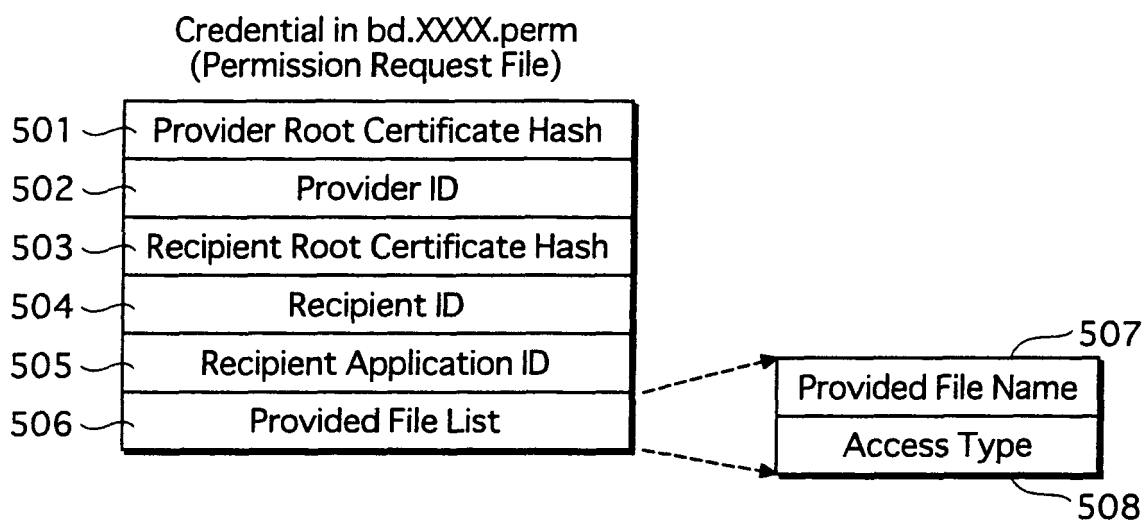 Credential in bd.XXXX.perm
(Permission Request File)
501 Provider Root Certificate Hash
502 Provider ID
503 Recipient Root Certificate Hash
504 Recipient ID
505 Recipient Application ID
506 Provided File List
507
Provided File Name
Access Type
508